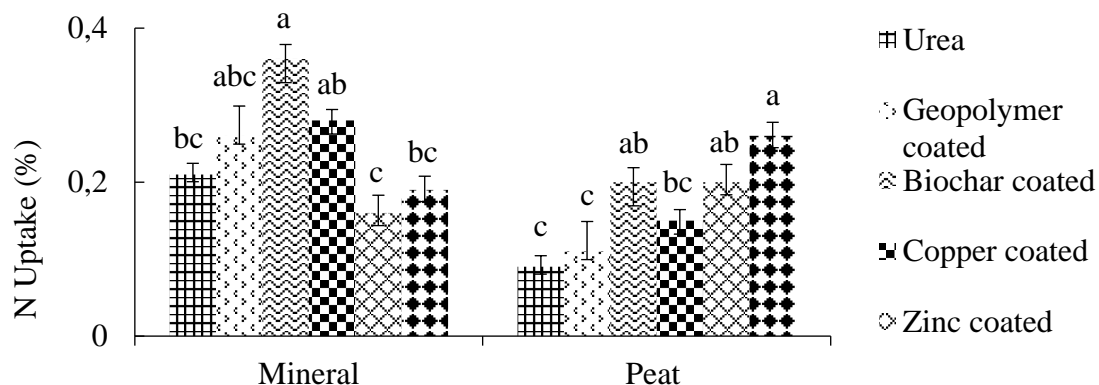 N Uptake (%)
0,4
0,2
0
bc
abc
a
ab
c
bc
c
c
ab
bc
ab
a
Mineral
Peat
Urea
Geopolymer
coated
Biochar coated
Copper coated
Zinc coated